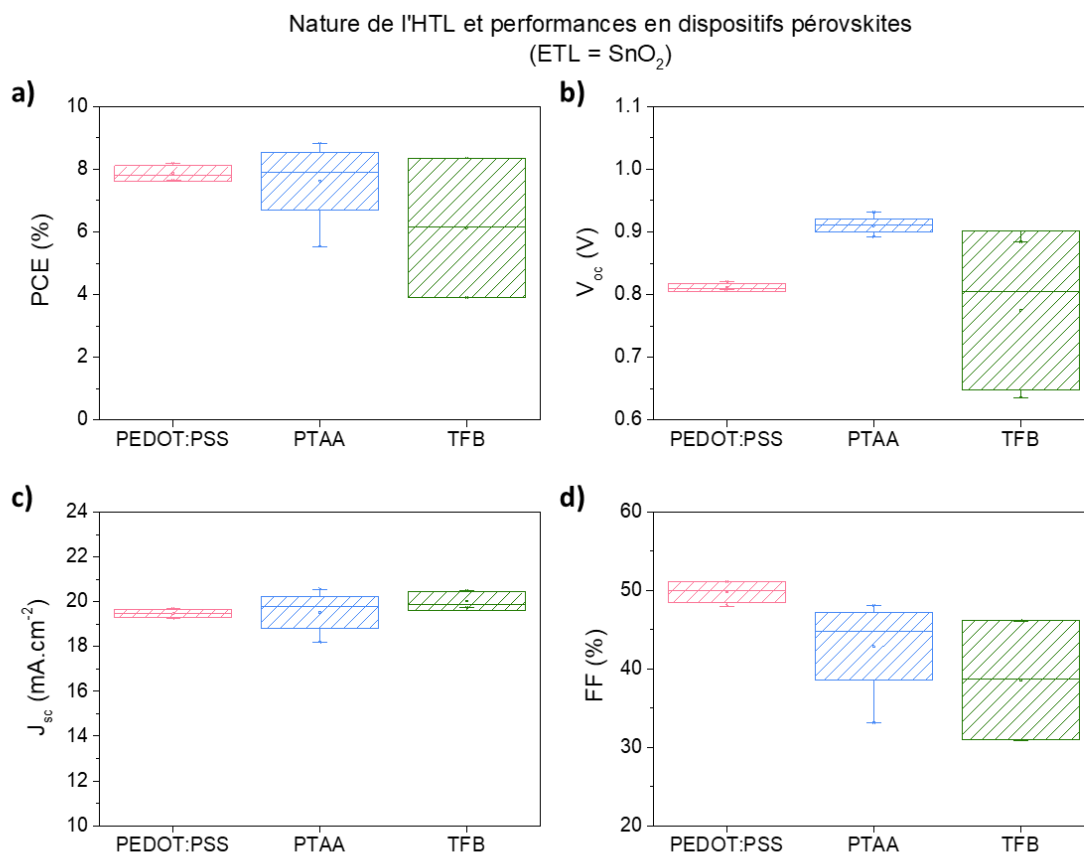 Nature de l'HTL et performances en dispositifs pérovskites
(ETL = SnO₂)
a)
PCE (%)
10
8
6
4
2
0
PEDOT:PSS PTAA TFB
b)
V_oc (V)
1.1
1.0
0.9
0.8
0.7
0.6
PEDOT:PSS PTAA TFB
c)
J_sc (mA.cm⁻²)
24
22
20
18
16
14
12
10
PEDOT:PSS PTAA TFB
d)
FF (%)
60
50
40
30
20
PEDOT:PSS PTAA TFB